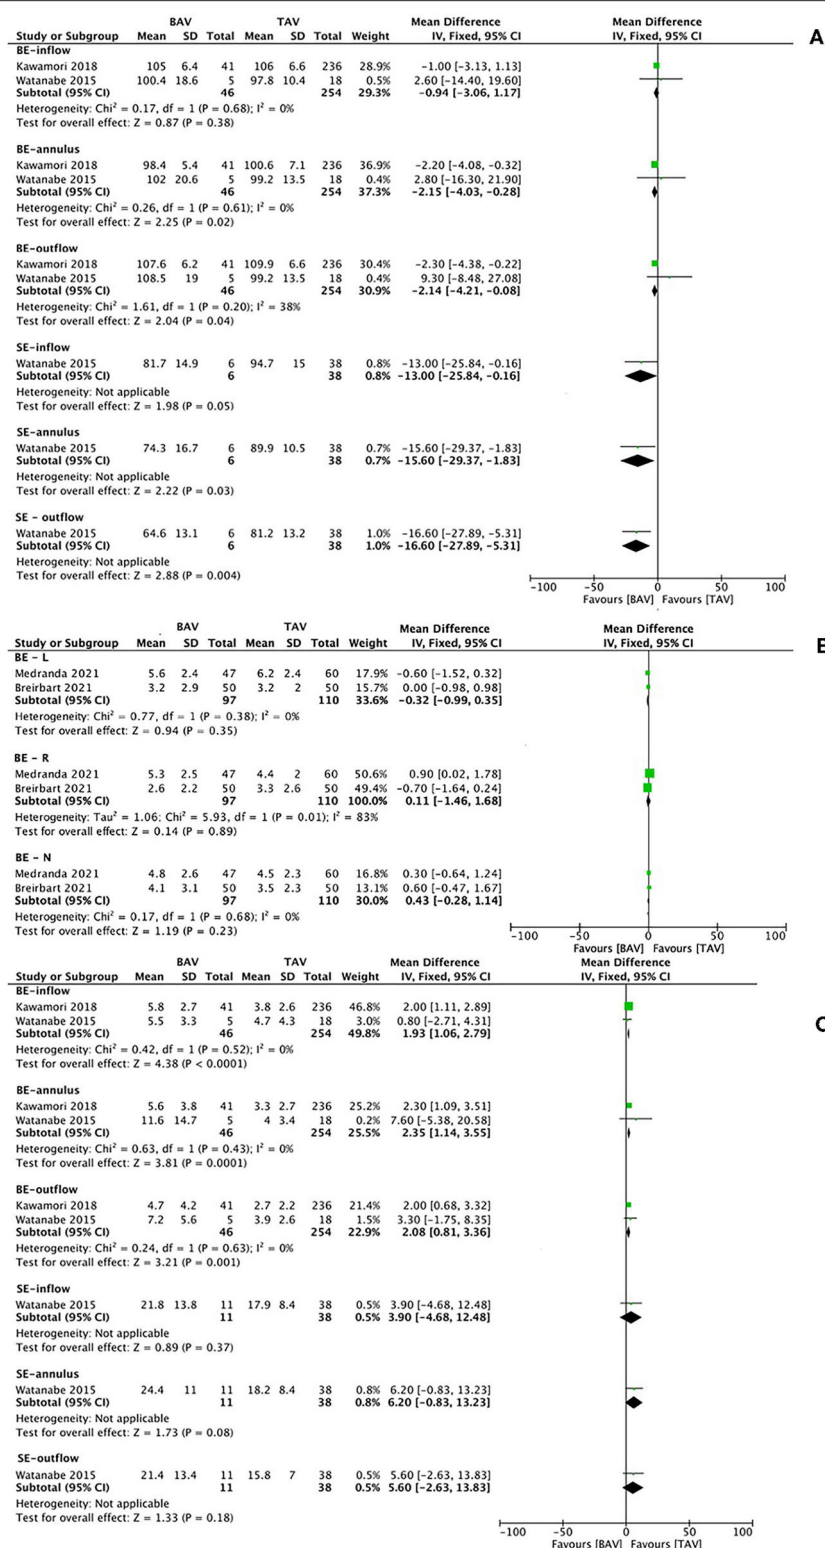 BAV TAV Mean Difference Mean Difference
A
Study or Subgroup Mean SD Total Mean SD Total Weight IV, Fixed, 95% CI IV, Fixed, 95% CI
BE-inflow
Kawamori 2018 105 6.4 41 106 6.6 236 28.9% -1.00 [-3.13, 1.13]
Watanabe 2015 100.4 18.6 5 97.8 10.4 18 0.5% 2.60 [-14.40, 19.60]
Subtotal (95% CI) 46 254 29.3% -0.94 [-3.06, 1.17]
Heterogeneity: Chi² = 0.17, df = 1 (P = 0.68); I² = 0%
Test for overall effect: Z = 0.87 (P = 0.38)
BE-annulus
Kawamori 2018 98.4 5.4 41 100.6 7.1 236 36.9% -2.20 [-4.08, -0.32]
Watanabe 2015 102 20.6 5 99.2 13.5 18 0.4% 2.80 [-16.30, 21.90]
Subtotal (95% CI) 46 254 37.3% -2.15 [-4.03, -0.28]
Heterogeneity: Chi² = 0.26, df = 1 (P = 0.61); I² = 0%
Test for overall effect: Z = 2.25 (P = 0.02)
BE-outflow
Kawamori 2018 107.6 6.2 41 109.9 6.6 236 30.4% -2.30 [-4.38, -0.22]
Watanabe 2015 108.5 19 5 99.2 13.5 18 0.4% 9.30 [-8.48, 27.08]
Subtotal (95% CI) 46 254 30.9% -2.14 [-4.21, -0.08]
Heterogeneity: Chi² = 1.61, df = 1 (P = 0.20); I² = 38%
Test for overall effect: Z = 2.04 (P = 0.04)
SE-inflow
Watanabe 2015 81.7 14.9 6 94.7 15 38 0.8% -13.00 [-25.84, -0.16]
Subtotal (95% CI) 6 38 0.8% -13.00 [-25.84, -0.16]
Heterogeneity: Not applicable
Test for overall effect: Z = 1.98 (P = 0.05)
SE-annulus
Watanabe 2015 74.3 16.7 6 89.9 10.5 38 0.7% -15.60 [-29.37, -1.83]
Subtotal (95% CI) 6 38 0.7% -15.60 [-29.37, -1.83]
Heterogeneity: Not applicable
Test for overall effect: Z = 2.22 (P = 0.03)
SE - outflow
Watanabe 2015 64.6 13.1 6 81.2 13.2 38 1.0% -16.60 [-27.89, -5.31]
Subtotal (95% CI) 6 38 1.0% -16.60 [-27.89, -5.31]
Heterogeneity: Not applicable
Test for overall effect: Z = 2.88 (P = 0.004)
-100 -50 0 50 100
Favours [BAV] Favours [TAV]
BAV TAV Mean Difference Mean Difference
B
Study or Subgroup Mean SD Total Mean SD Total Weight IV, Fixed, 95% CI IV, Fixed, 95% CI
BE - L
Medranda 2021 5.6 2.4 47 6.2 2.4 60 17.9% -0.60 [-1.52, 0.32]
Breirbart 2021 3.2 2.9 50 3.2 2 50 15.7% 0.00 [-0.98, 0.98]
Subtotal (95% CI) 97 110 33.6% -0.32 [-0.99, 0.35]
Heterogeneity: Chi² = 0.77, df = 1 (P = 0.38); I² = 0%
Test for overall effect: Z = 0.94 (P = 0.35)
BE - R
Medranda 2021 5.3 2.5 47 4.4 2 60 50.6% 0.90 [0.02, 1.78]
Breirbart 2021 2.6 2.2 50 3.3 2.6 50 49.4% -0.70 [-1.64, 0.24]
Subtotal (95% CI) 97 110 100.0% 0.11 [-1.46, 1.68]
Heterogeneity: Tau² = 1.06; Chi² = 5.93, df = 1 (P = 0.01); I² = 83%
Test for overall effect: Z = 0.14 (P = 0.89)
BE - N
Medranda 2021 4.8 2.6 47 4.5 2.3 60 16.8% 0.30 [-0.64, 1.24]
Breirbart 2021 4.1 3.1 50 3.5 2.3 50 13.1% 0.60 [-0.47, 1.67]
Subtotal (95% CI) 97 110 30.0% 0.43 [-0.28, 1.14]
Heterogeneity: Chi² = 0.17, df = 1 (P = 0.68); I² = 0%
Test for overall effect: Z = 1.19 (P = 0.23)
-100 -50 0 50 100
Favours [BAV] Favours [TAV]
BAV TAV Mean Difference Mean Difference
Study or Subgroup Mean SD Total Mean SD Total Weight IV, Fixed, 95% CI IV, Fixed, 95% CI
BE-inflow
Kawamori 2018 5.8 2.7 41 3.8 2.6 236 46.8% 2.00 [1.11, 2.89]
Watanabe 2015 5.5 3.3 5 4.7 4.3 18 3.0% 0.80 [-2.71, 4.31]
C
Subtotal (95% CI) 46 254 49.8% 1.93 [1.06, 2.79]
Heterogeneity: Chi² = 0.42, df = 1 (P = 0.52); I² = 0%
Test for overall effect: Z = 4.38 (P < 0.0001)
BE-annulus
Kawamori 2018 5.6 3.8 41 3.3 2.7 236 25.2% 2.30 [1.09, 3.51]
Watanabe 2015 11.6 14.7 5 4 3.4 18 0.2% 7.60 [-5.38, 20.58]
Subtotal (95% CI) 46 254 25.5% 2.35 [1.14, 3.55]
Heterogeneity: Chi² = 0.63, df = 1 (P = 0.43); I² = 0%
Test for overall effect: Z = 3.81 (P = 0.0001)
BE-outflow
Kawamori 2018 4.7 4.2 41 2.7 2.2 236 21.4% 2.00 [0.68, 3.32]
Watanabe 2015 7.2 5.6 5 3.9 2.6 18 1.5% 3.30 [-1.75, 8.35]
Subtotal (95% CI) 46 254 22.9% 2.08 [0.81, 3.36]
Heterogeneity: Chi² = 0.24, df = 1 (P = 0.63); I² = 0%
Test for overall effect: Z = 3.21 (P = 0.001)
SE-inflow
Watanabe 2015 21.8 13.8 11 17.9 8.4 38 0.5% 3.90 [-4.68, 12.48]
Subtotal (95% CI) 11 38 0.5% 3.90 [-4.68, 12.48]
Heterogeneity: Not applicable
Test for overall effect: Z = 0.89 (P = 0.37)
SE-annulus
Watanabe 2015 24.4 11 11 18.2 8.4 38 0.8% 6.20 [-0.83, 13.23]
Subtotal (95% CI) 11 38 0.8% 6.20 [-0.83, 13.23]
Heterogeneity: Not applicable
Test for overall effect: Z = 1.73 (P = 0.08)
SE-outflow
Watanabe 2015 21.4 13.4 11 15.8 7 38 0.5% 5.60 [-2.63, 13.83]
Subtotal (95% CI) 11 38 0.5% 5.60 [-2.63, 13.83]
Heterogeneity: Not applicable
Test for overall effect: Z = 1.33 (P = 0.18)
-100 -50 0 50 100
Favours [BAV] Favours [TAV]